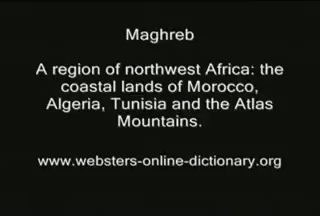 Maghreb
A region of northwest Africa: the
coastal lands of Morocco,
Algeria, Tunisia and the Atlas
Mountains.
www.websters-online-dictionary.org